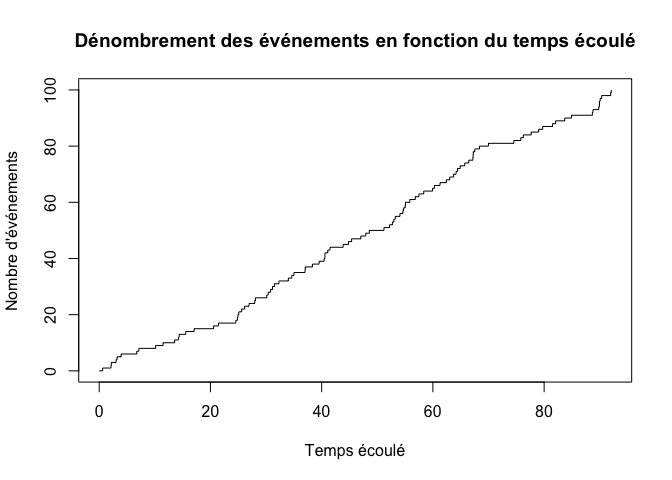 Dénombrement des événements en fonction du temps écoulé
Nombre d'événements
100
80
60
40
20
0
0 20 40 60 80
Temps écoulé